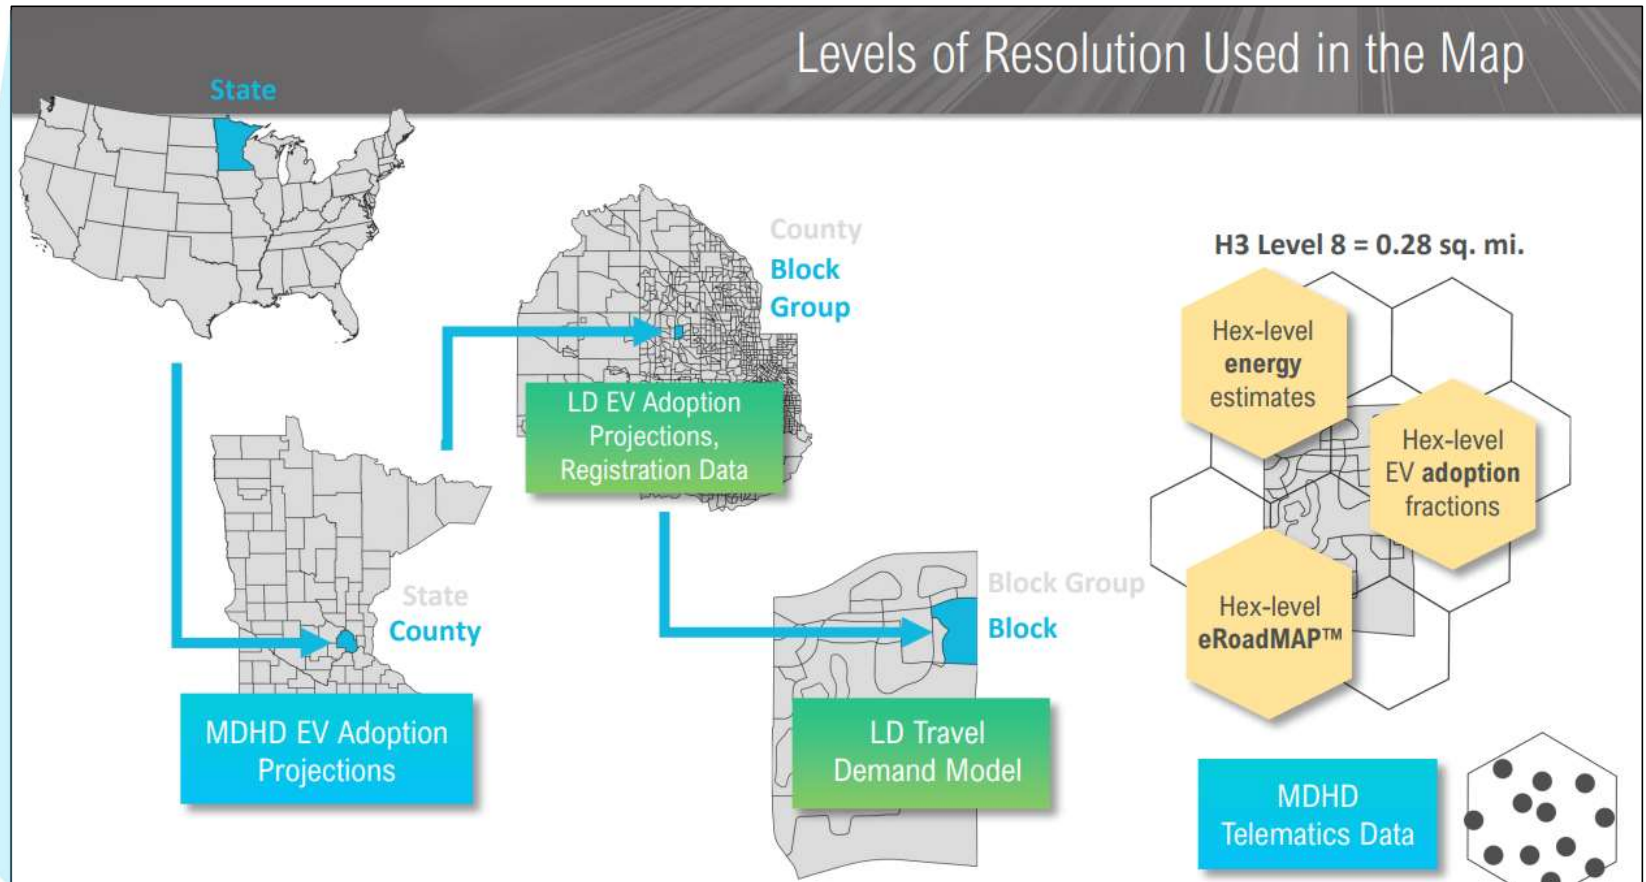 Levels of Resolution Used in the Map
State
County
Block
Group
H3 Level 8 = 0.28 sq. mi.
Hex-level
energy
estimates
LD EV Adoption
Projections,
Registration Data
Hex-level
EV adoption
fractions
State
County
Block Group
Block
Hex-level
eRoadMAP™
MDHD EV Adoption
Projections
LD Travel
Demand Model
MDHD
Telematics Data